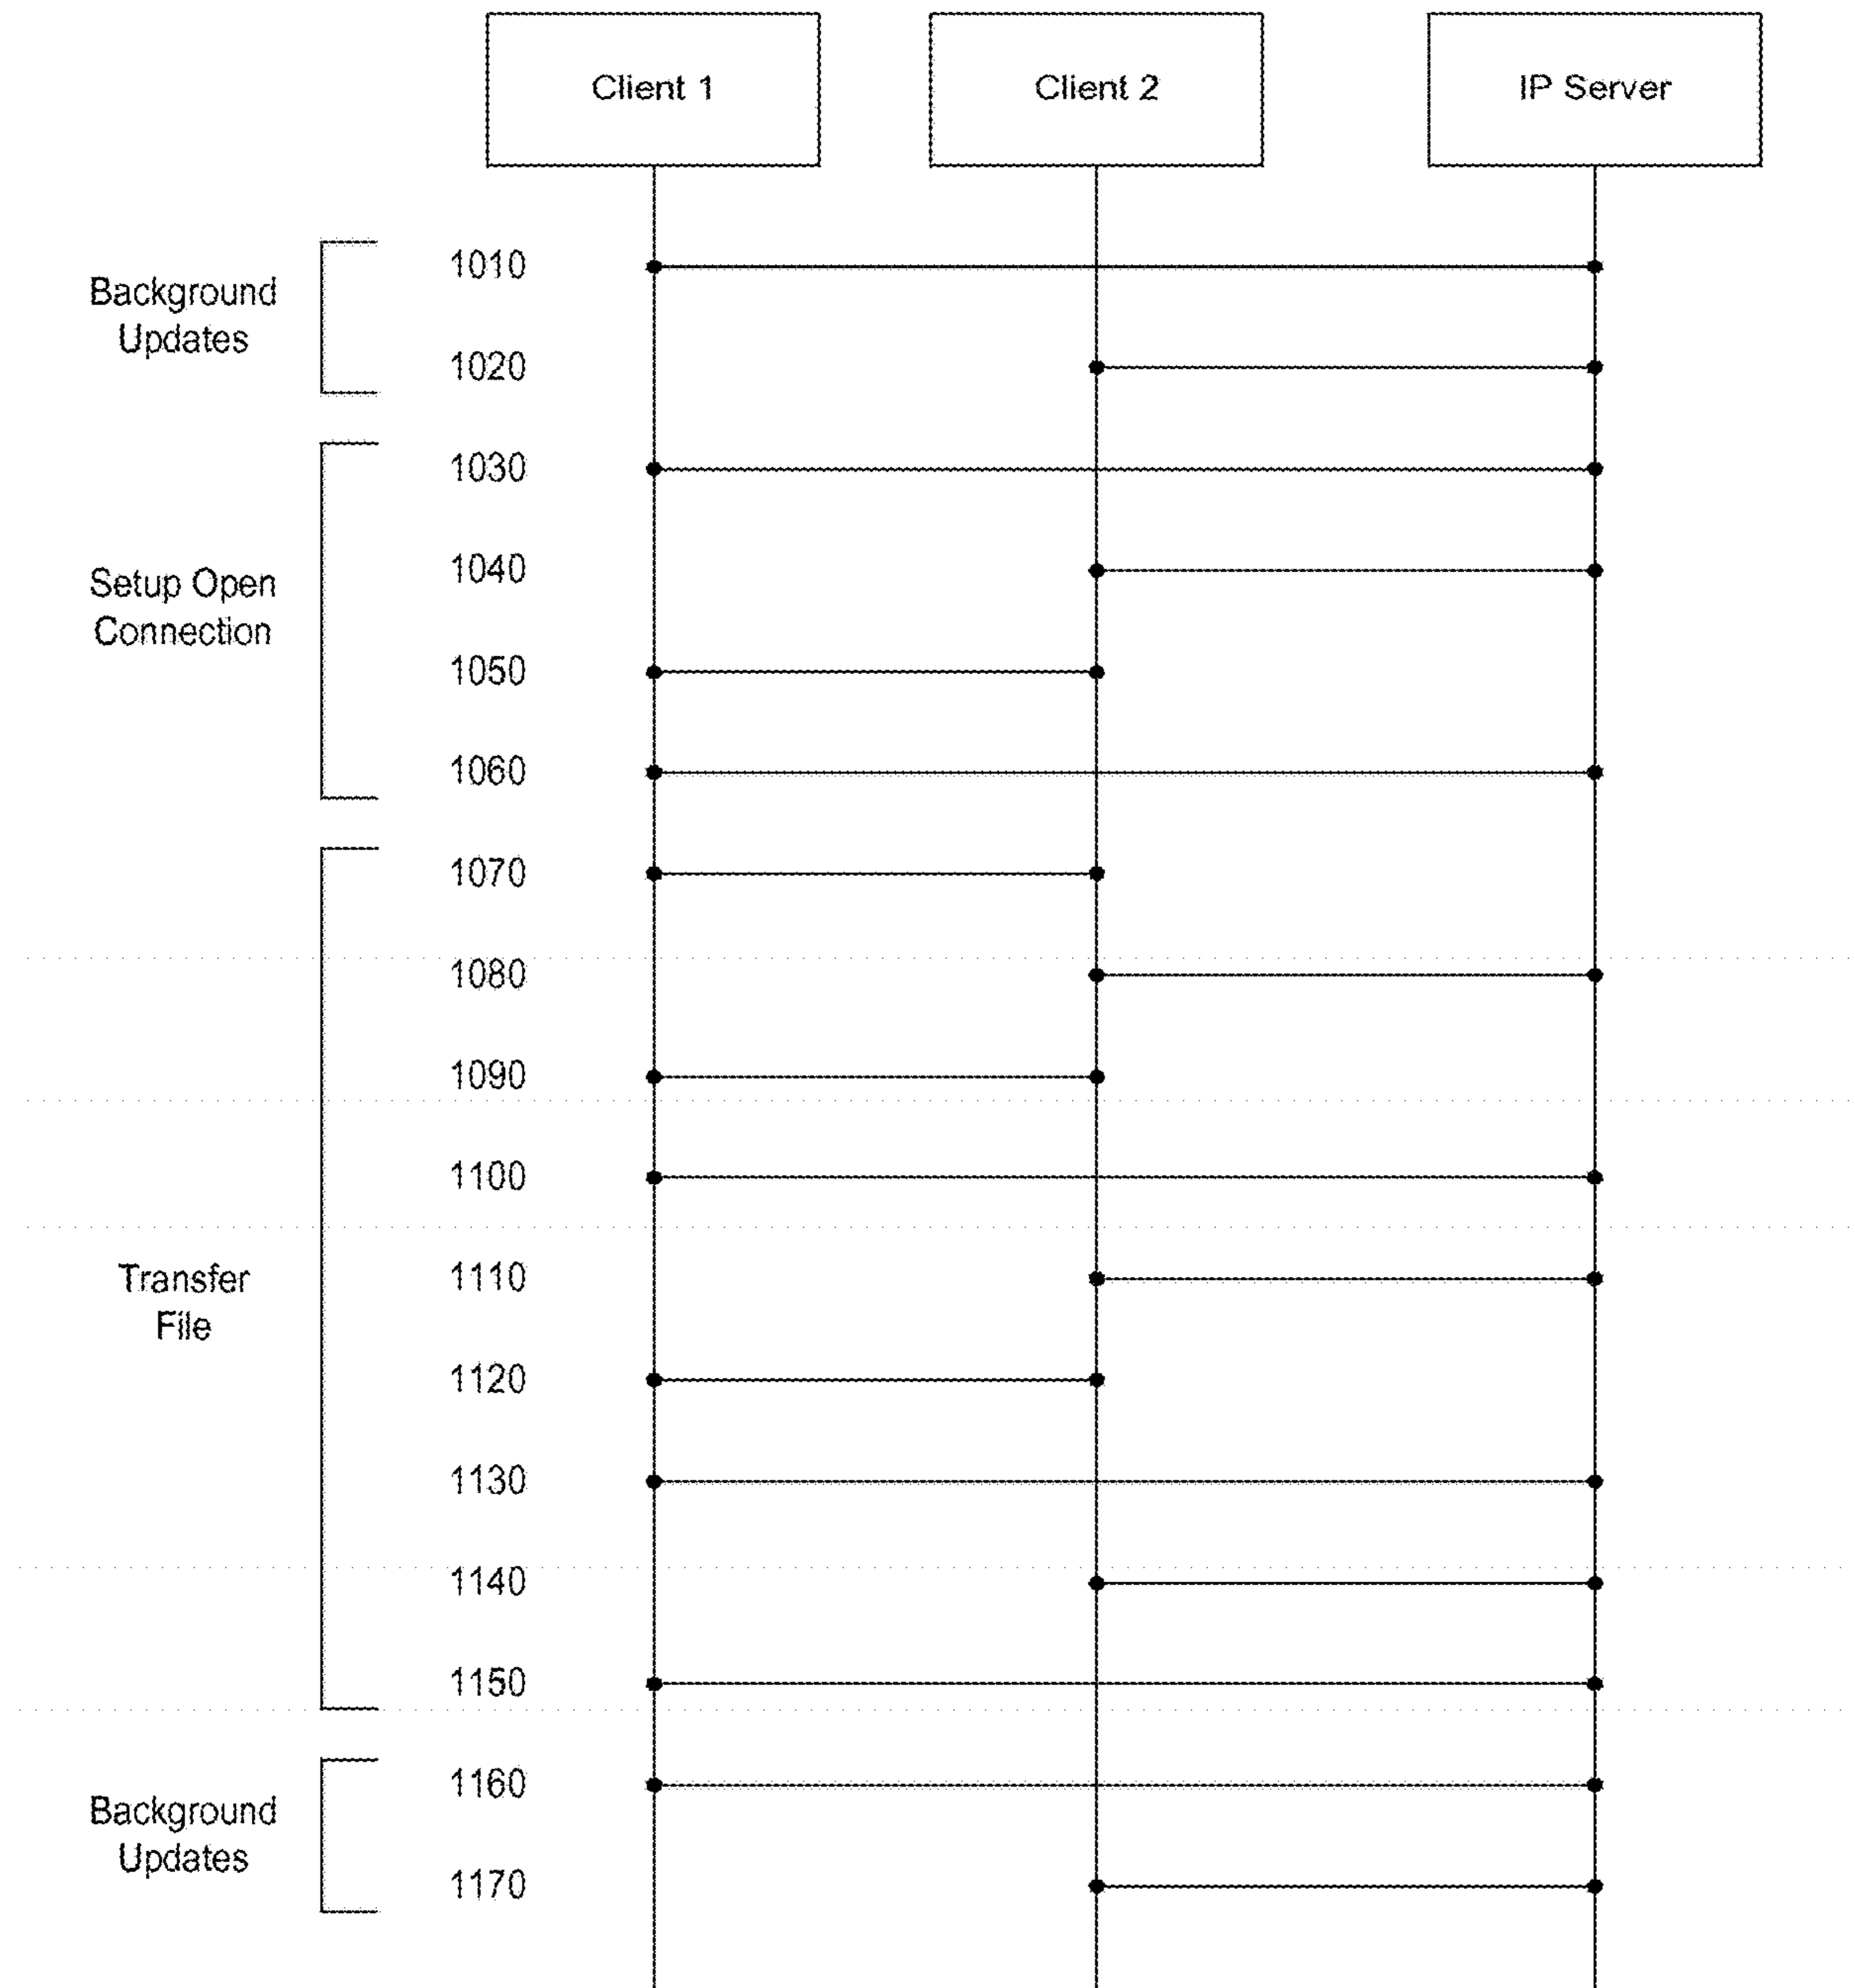 Client 1
Client 2
IP Server
Background
Updates
1010
1020
Setup Open
Connection
1030
1040
1050
1060
Transfer
File
1070
1080
1090
1100
1110
1120
1130
1140
1150
Background
Updates
1160
1170